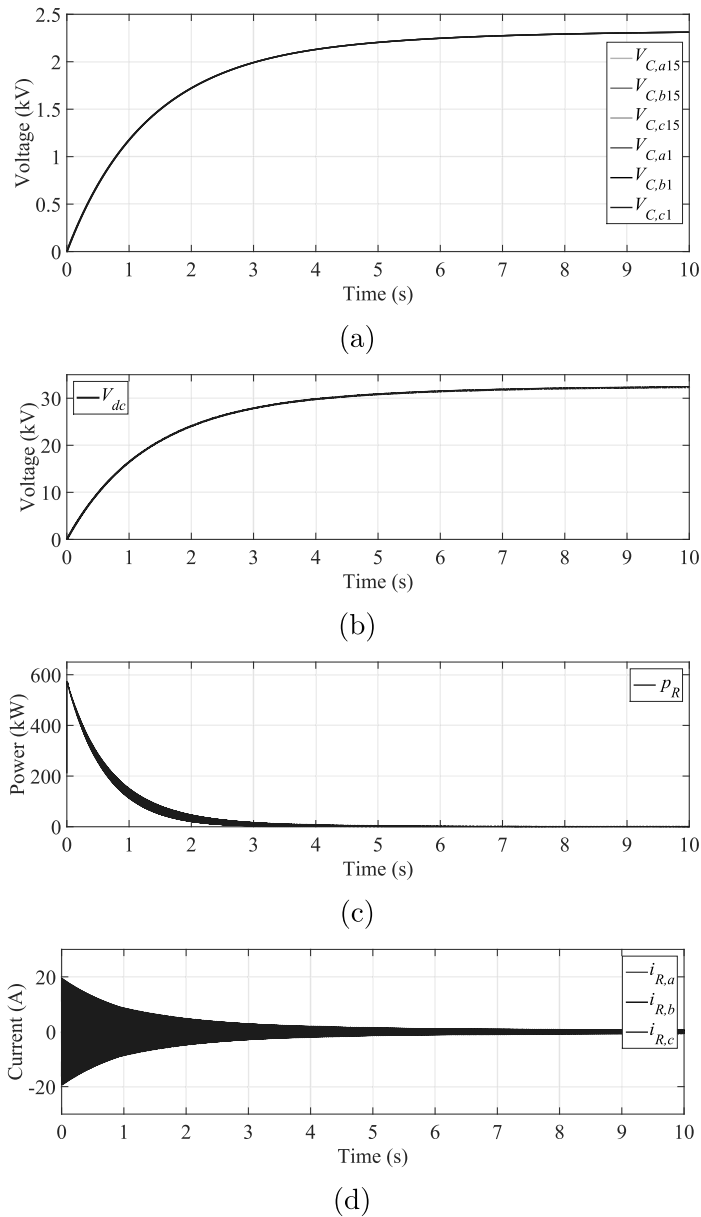 2.5
2
1.5
1
0.5
0
Voltage (kV)
V_{C,a15}
V_{C,b15}
V_{C,c15}
V_{C,a1}
V_{C,b1}
V_{C,c1}
0 1 2 3 4 5 6 7 8 9 10
Time (s)
(a)
30
20
10
0
Voltage (kV)
V_{dc}
0 1 2 3 4 5 6 7 8 9 10
Time (s)
(b)
600
400
200
0
Power (kW)
p_R
0 1 2 3 4 5 6 7 8 9 10
Time (s)
(c)
20
0
-20
Current (A)
i_{R,a}
i_{R,b}
i_{R,c}
0 1 2 3 4 5 6 7 8 9 10
Time (s)
(d)